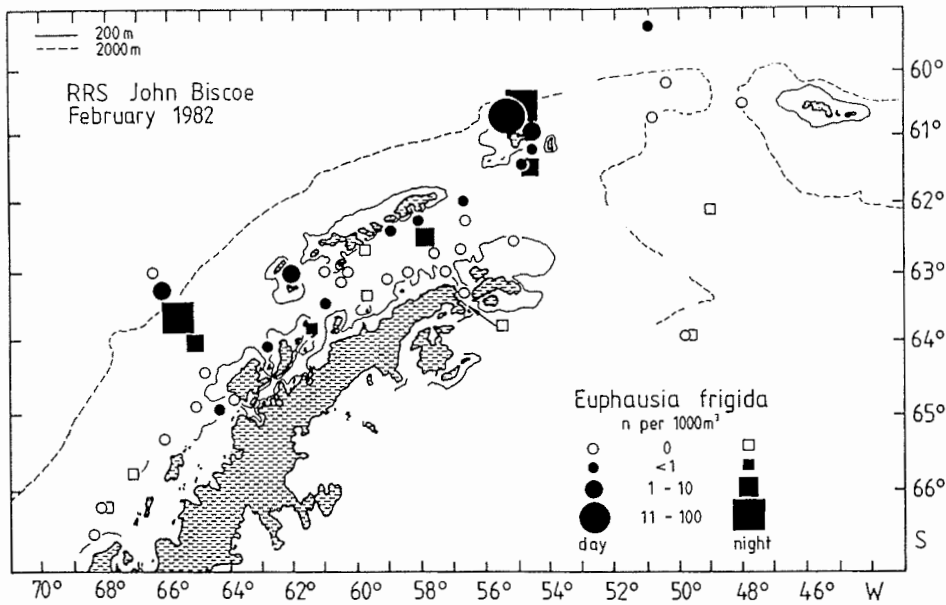 200 m
2000 m
RRS John Biscoe
February 1982
60°
61°
62°
63°
64°
65°
66°
S
Euphausia frigida
n per 1000m³
0
<1
1 - 10
11 - 100
day night
70° 68° 66° 64° 62° 60° 58° 56° 54° 52° 50° 48° 46° W